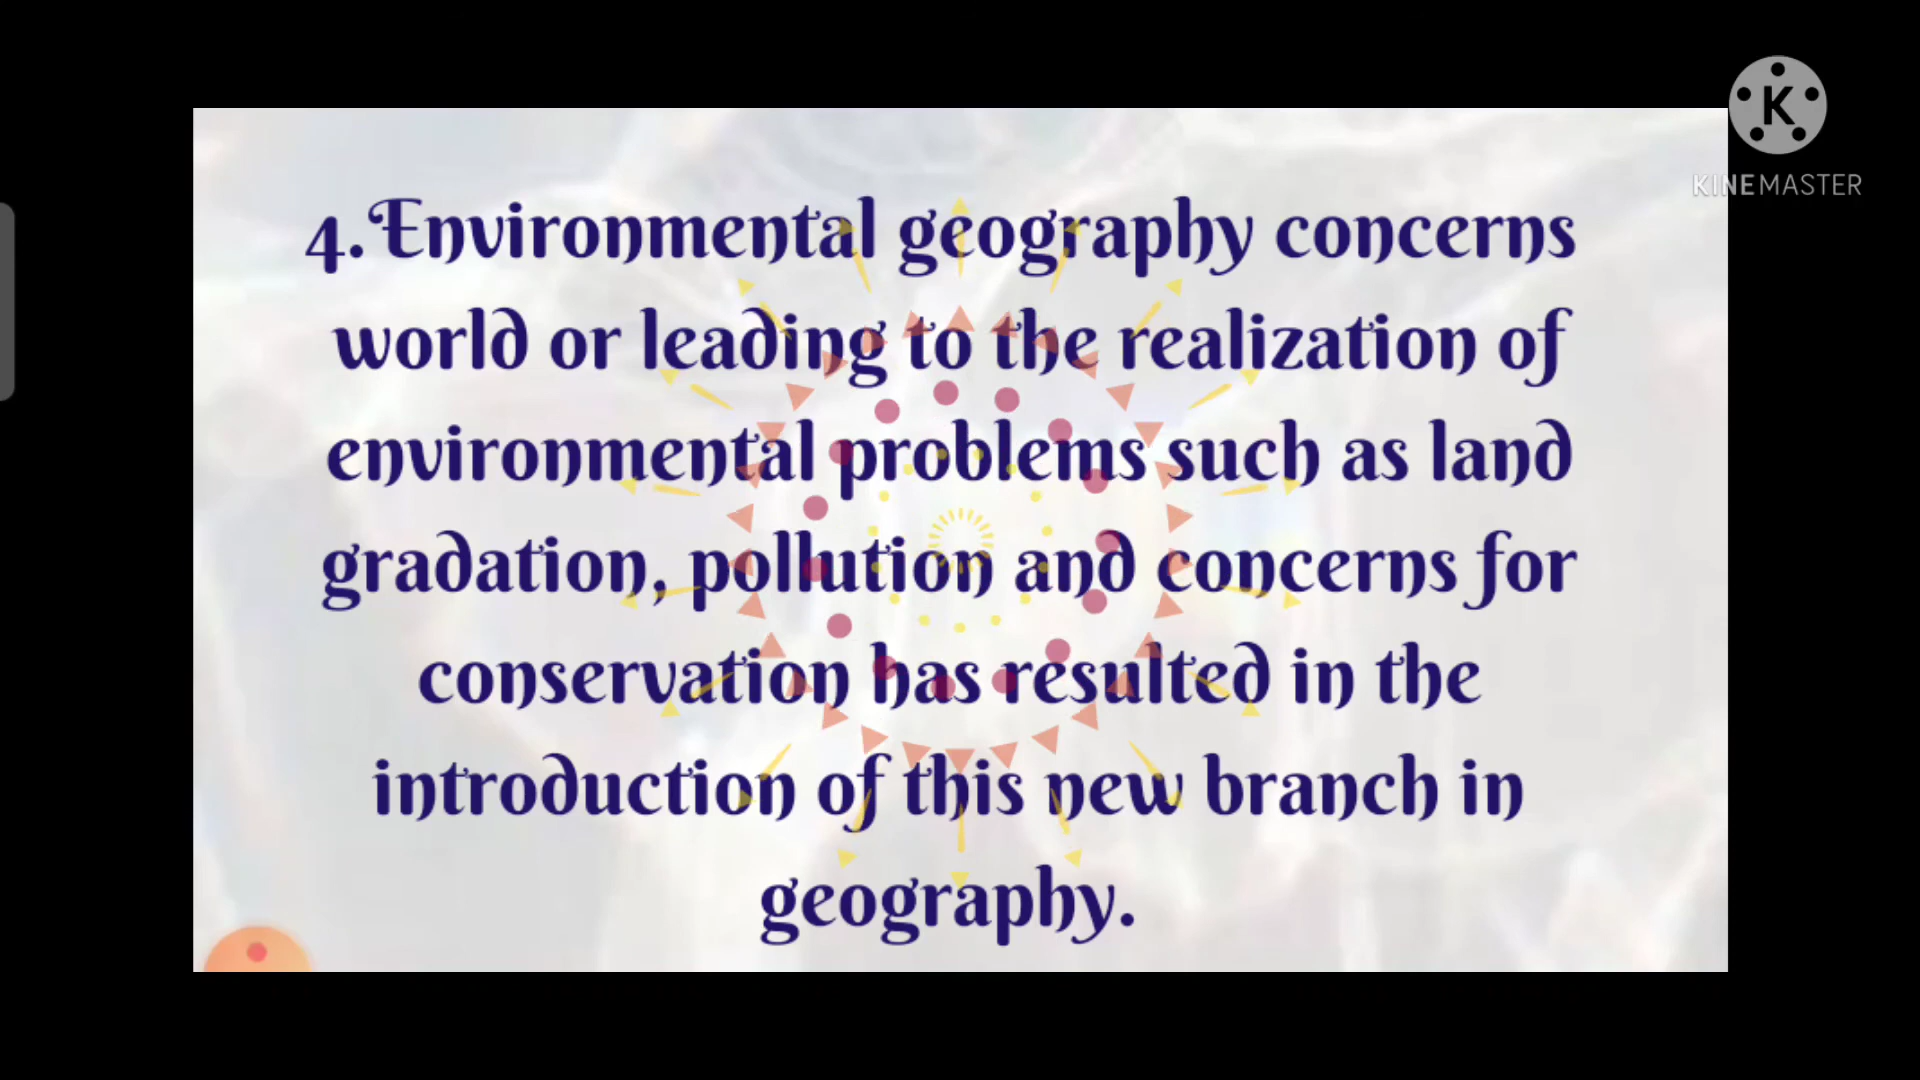 4.Environmental geography concerns
world or leading to the realization of
environmental problems such as land
gradation, pollution and concerns for
conservation has resulted in the
introduction of this new branch in
geography.
K
KINEMASTER